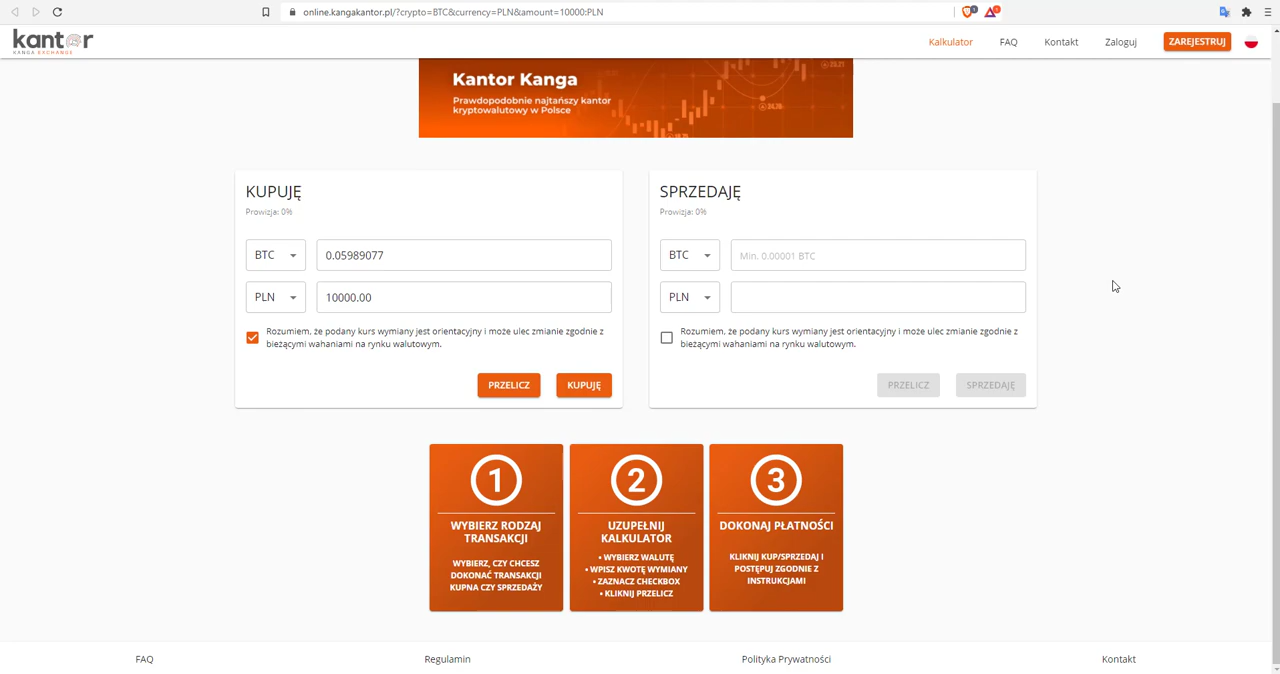 online.kangakantor.pl/?crypto=BTC&currency=PLN&amount=10000:PLN
kantor
KANGA EXCHANGE
Kalkulator
FAQ
Kontakt
Zaloguj
ZAREJESTRUJ
Kantor Kanga
Prawdopodobnie najtańszy kantor
kryptowalutowy w Polsce
23.21
24.78
KUPUJĘ
Prowizja: 0%
BTC
0.05989077
PLN
10000.00
Rozumiem, że podany kurs wymiany jest orientacyjny i może ulec zmianie zgodnie z
bieżącymi wahaniami na rynku walutowym.
PRZELICZ
KUPUJĘ
SPRZEDAJĘ
Prowizja: 0%
BTC
Min. 0.00001 BTC
PLN
Rozumiem, że podany kurs wymiany jest orientacyjny i może ulec zmianie zgodnie z
bieżącymi wahaniami na rynku walutowym.
PRZELICZ
SPRZEDAJĘ
1
WYBIERZ RODZAJ
TRANSAKCJI
WYBIERZ, CZY CHCESZ
DOKONAĆ TRANSAKCJI
KUPNA CZY SPRZEDAŻY
2
UZUPEŁNIJ
KALKULATOR
• WYBIERZ WALUTĘ
• WPISZ KWOTĘ WYMIANY
• ZAZNACZ CHECKBOX
• KLIKNIJ PRZELICZ
3
DOKONAJ PŁATNOŚCI
KLIKNIJ KUP/SPRZEDAJ I
POSTĘPUJ ZGODNIE Z
INSTRUKCJAMI
FAQ
Regulamin
Polityka Prywatności
Kontakt